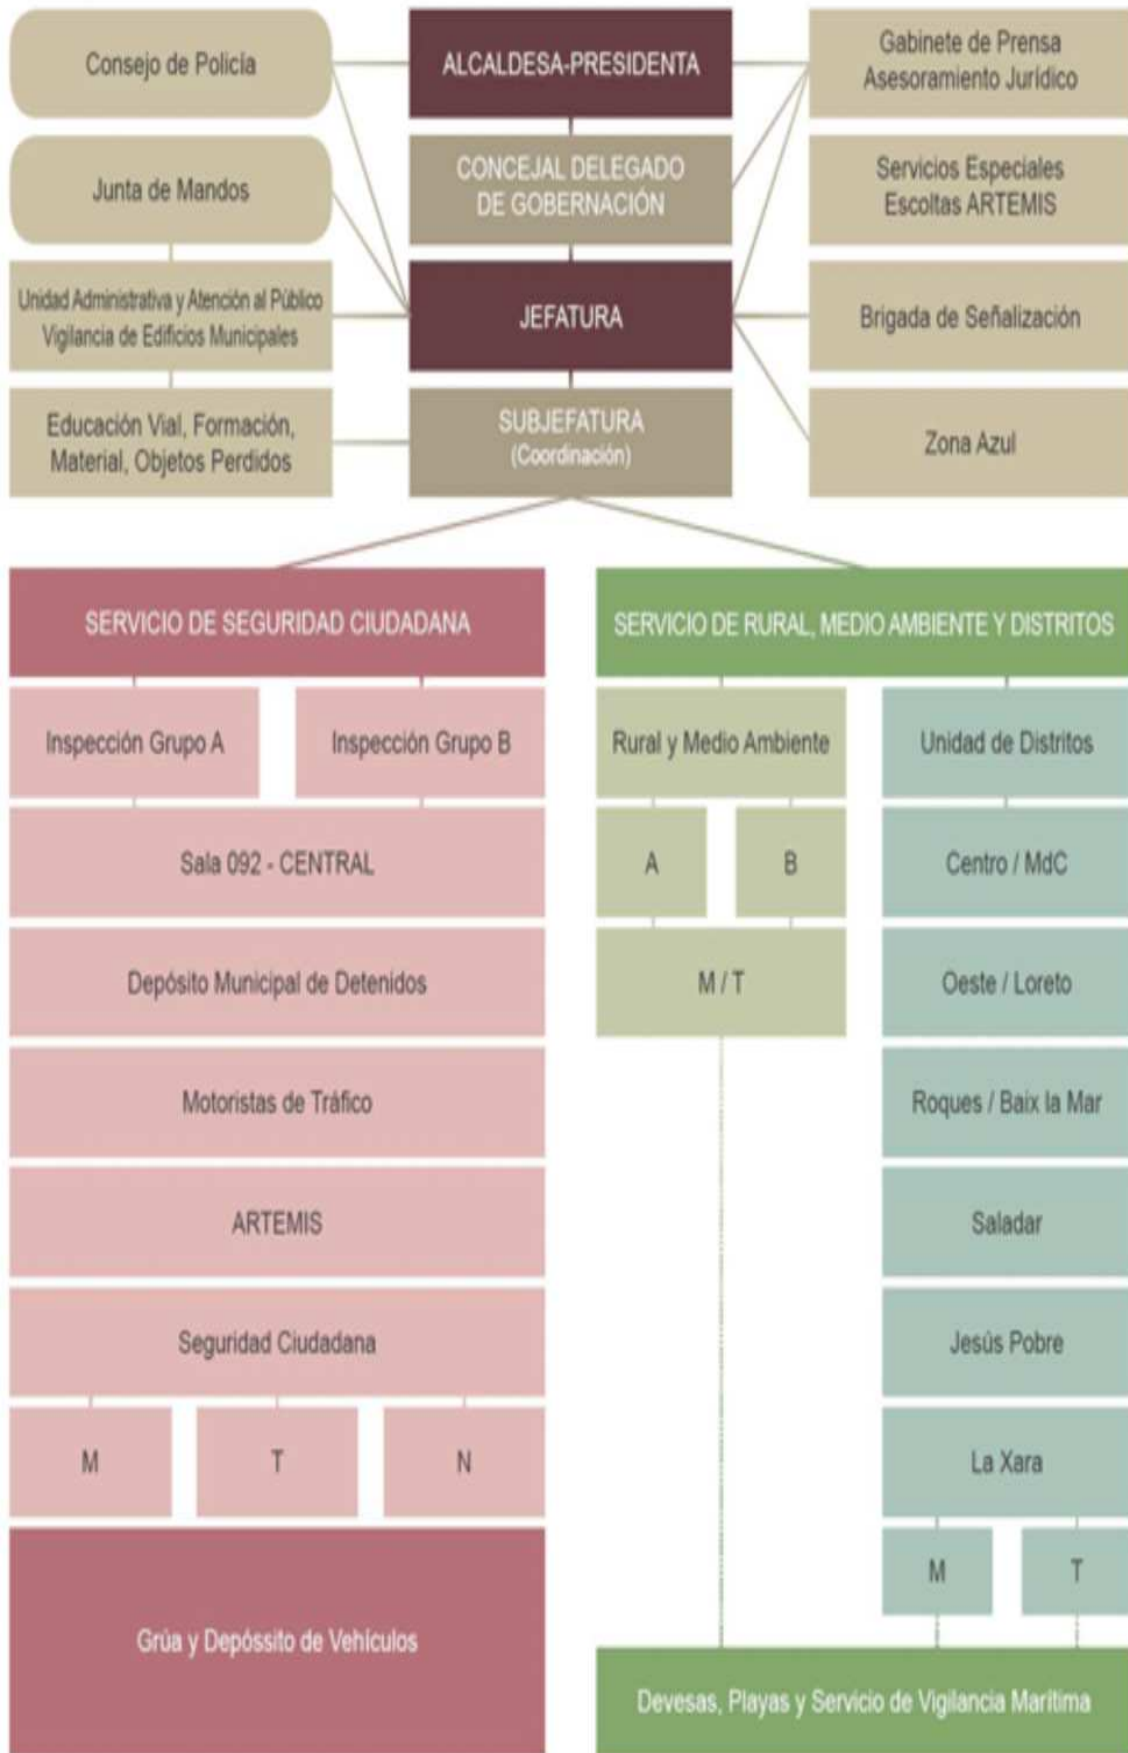 Consejo de Policía
ALCALDESA-PRESIDENTA
Gabinete de Prensa
Asesoramiento Jurídico
Junta de Mandos
CONCEJAL DELEGADO
DE GOBERNACIÓN
Servicios Especiales
Escoltas ARTEMIS
Unidad Administrativa y Atención al Público
Vigilancia de Edificios Municipales
JEFATURA
Brigada de Señalización
Educación Vial, Formación,
Material, Objetos Perdidos
SUBJEFATURA
(Coordinación)
Zona Azul
SERVICIO DE SEGURIDAD CIUDADANA
Inspección Grupo A
Inspección Grupo B
Sala 092 - CENTRAL
Depósito Municipal de Detenidos
Motoristas de Tráfico
ARTEMIS
Seguridad Ciudadana
M
T
N
Grúa y Depóssito de Vehículos
SERVICIO DE RURAL, MEDIO AMBIENTE Y DISTRITOS
Rural y Medio Ambiente
A
B
M / T
Unidad de Distritos
Centro / MdC
Oeste / Loreto
Roques / Baix la Mar
Saladar
Jesús Pobre
La Xara
M
T
Devesas, Playas y Servicio de Vigilancia Marítima